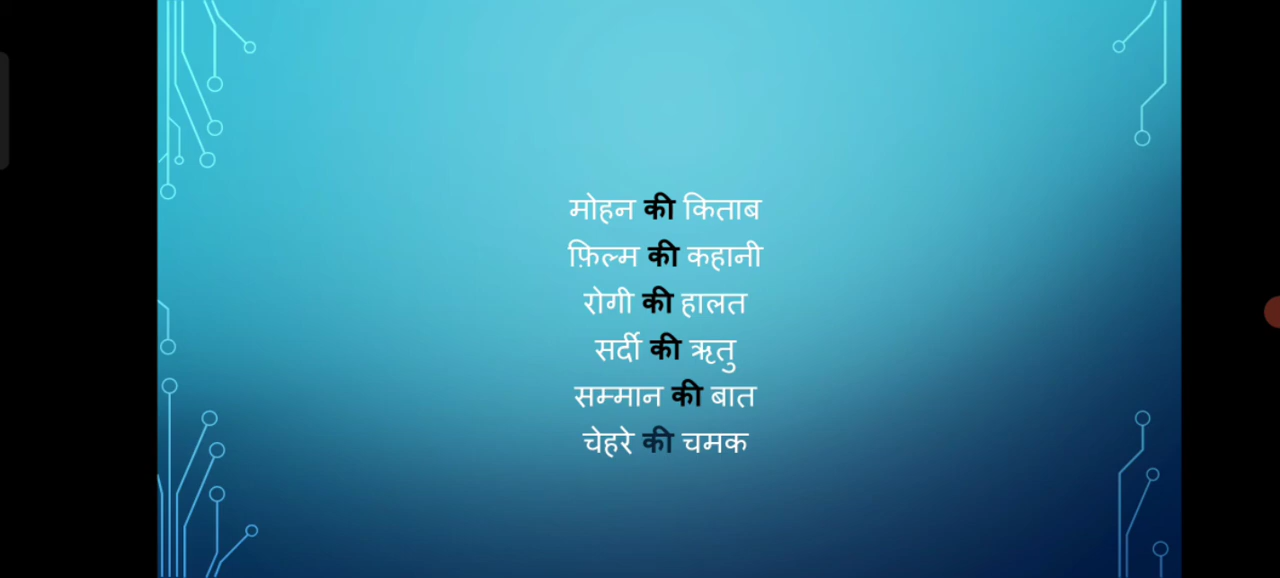 मोहन की किताब
फ़िल्म की कहानी
रोगी की हालत
सर्दी की ऋतु
सम्मान की बात
चेहरे की चमक